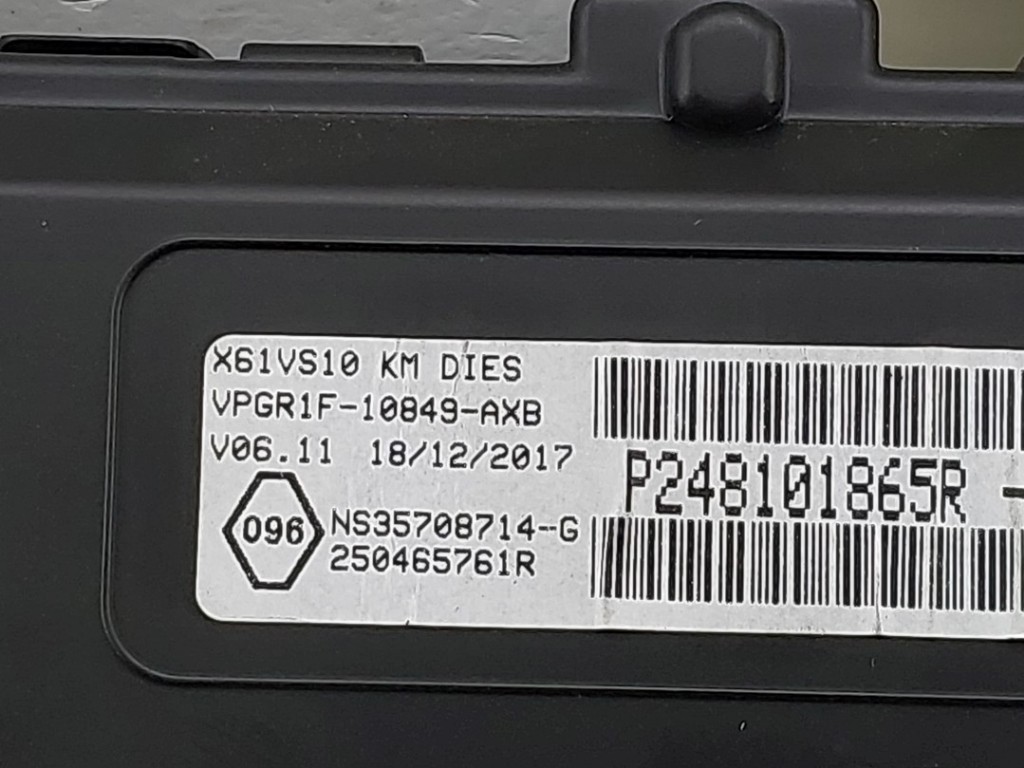 X61VS10 KM DIES
VPGR1F-10849-AXB
V06.11 18/12/2017
P248101865R -
096
NS35708714-G
250465761R